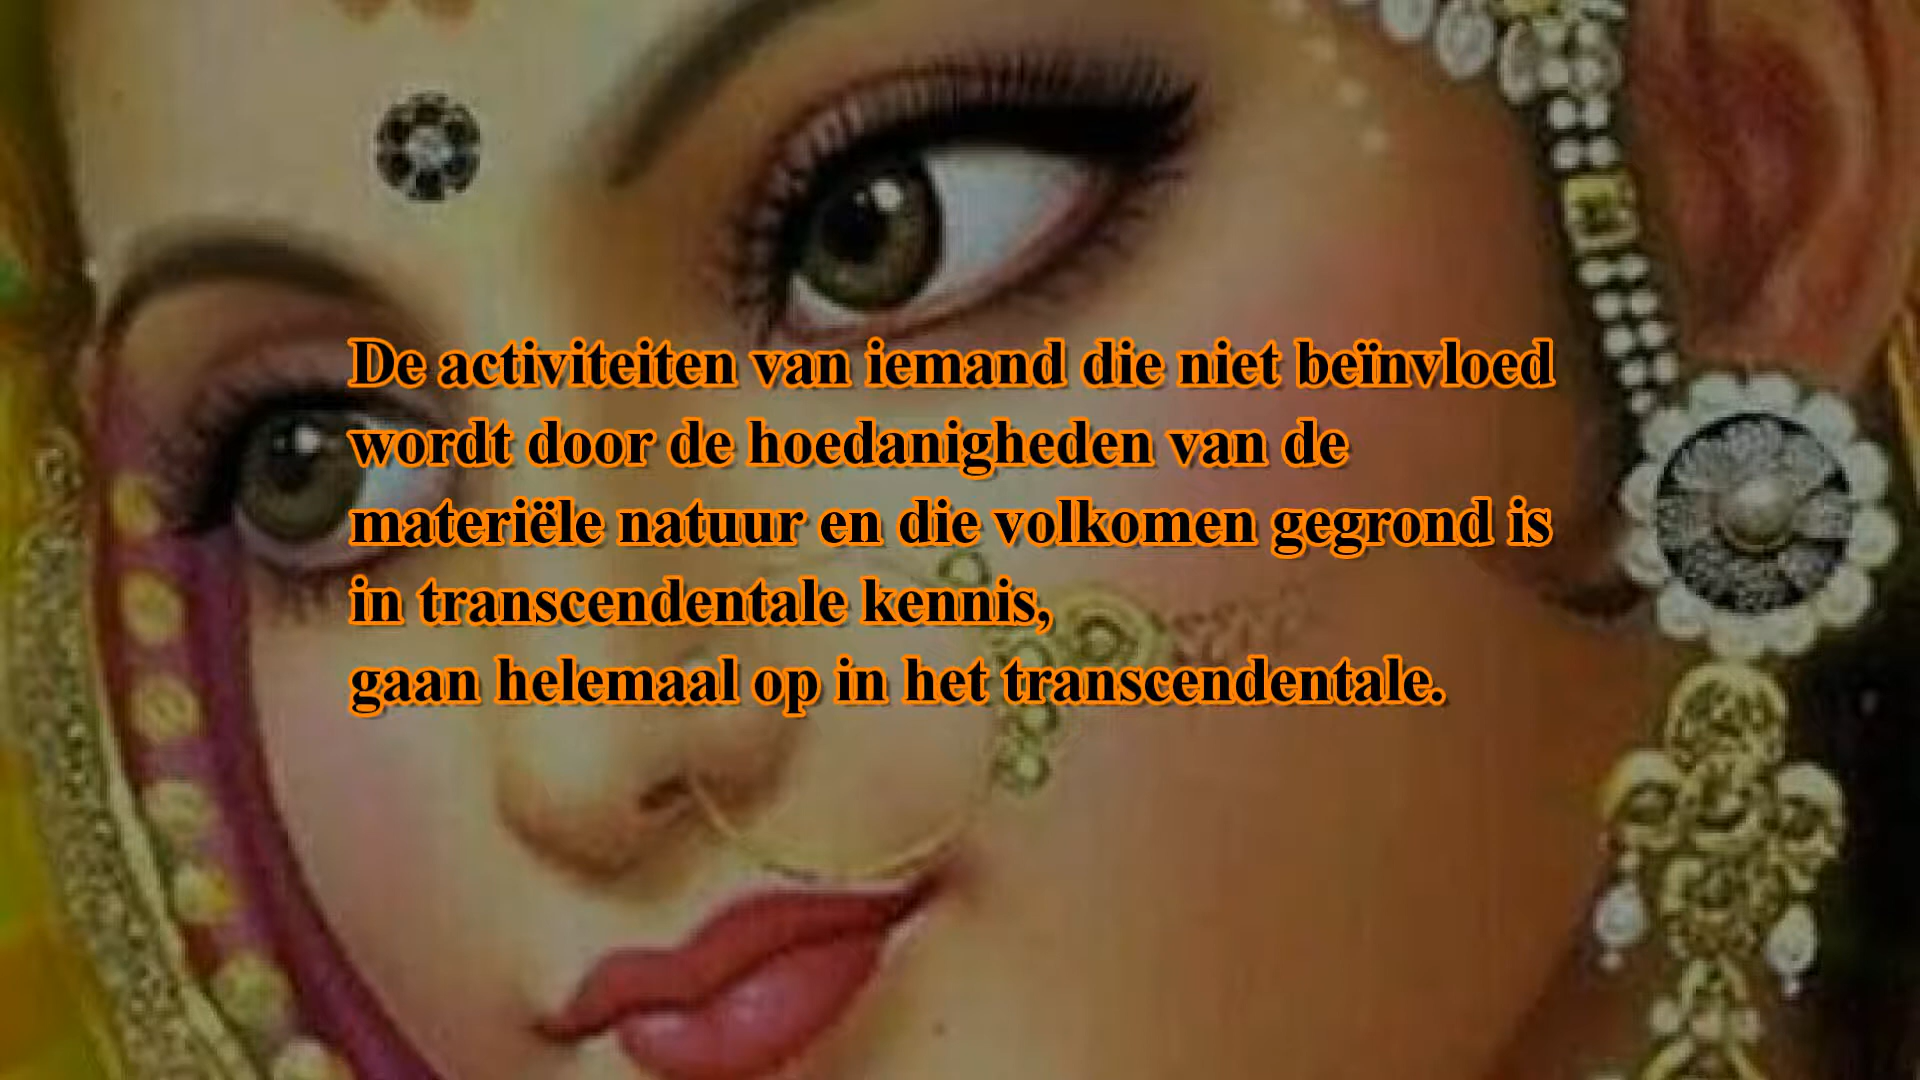 De activiteiten van iemand die niet beïnvloed
wordt door de hoedanigheden van de
materiële natuur en die volkomen gegrond is
in transcendentale kennis,
gaan helemaal op in het transcendentale.